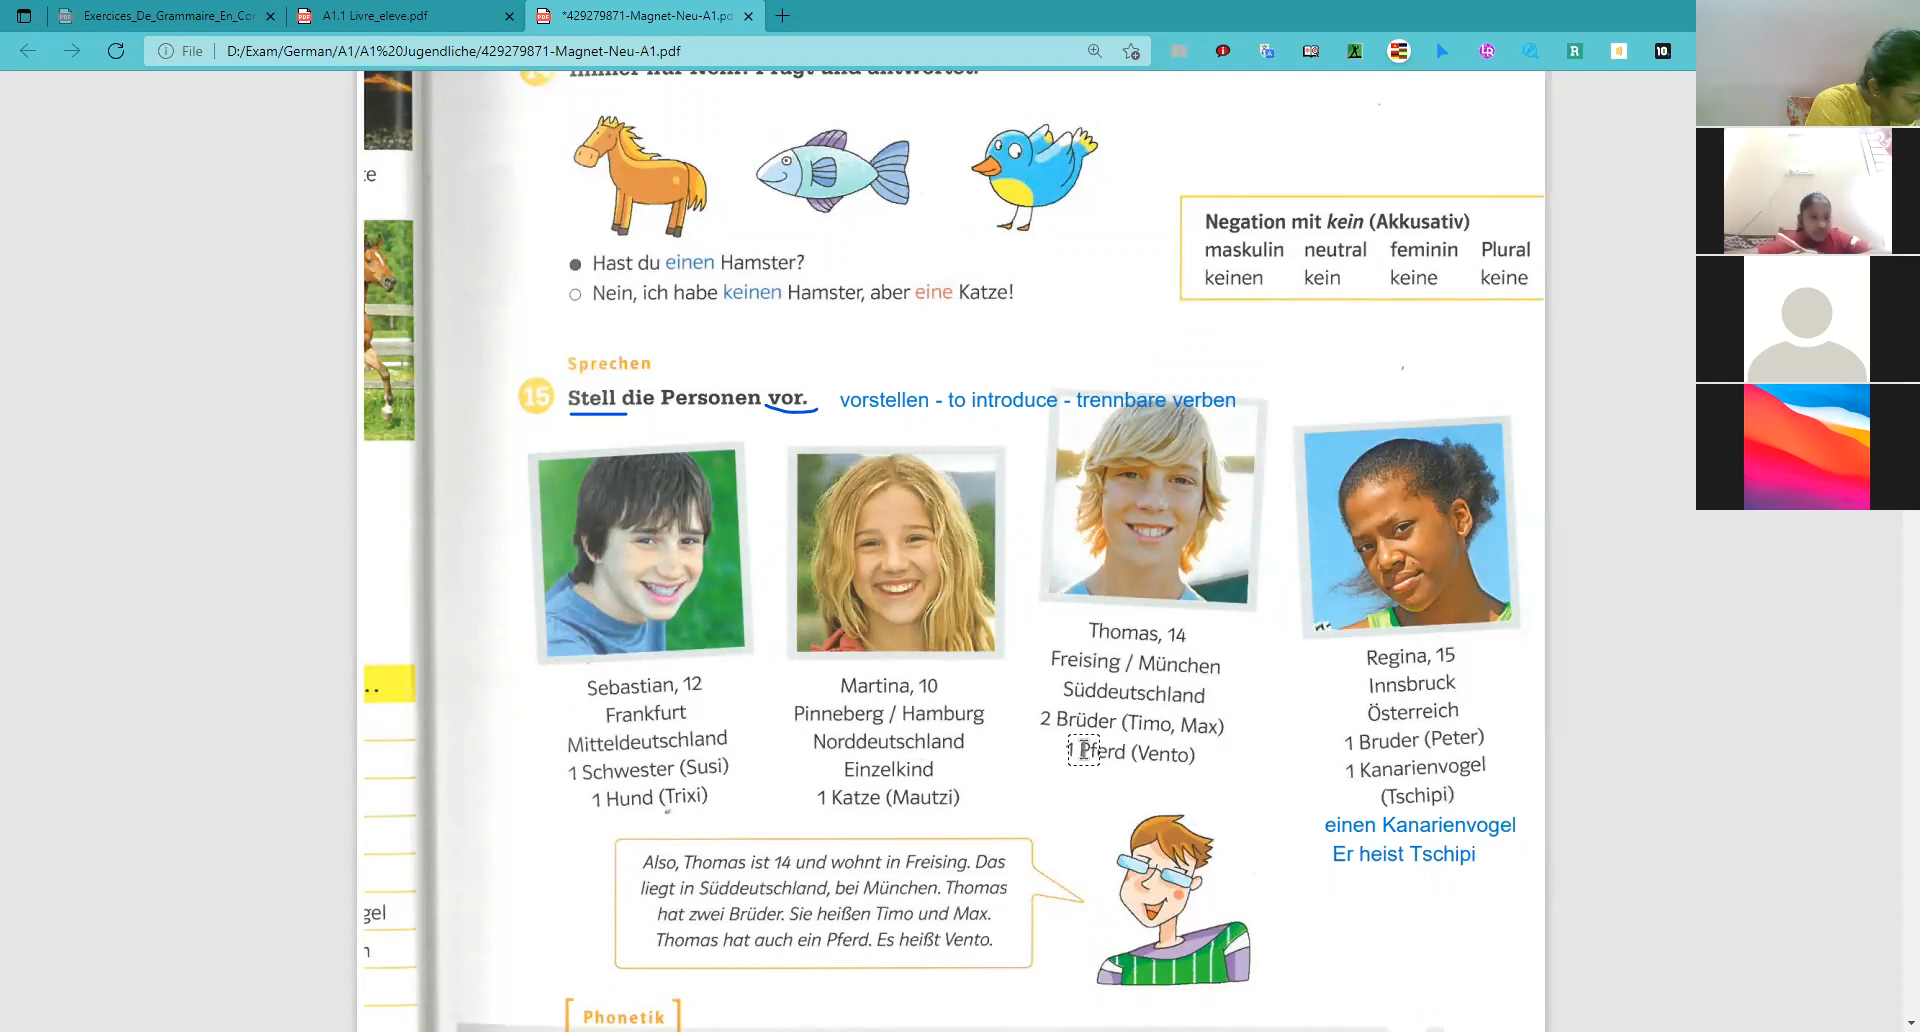 Exercices_De_Grammaire_En_Con
A1.1 Livre_eleve.pdf
*429279871-Magnet-Neu-A1.pd
File
D:/Exam/German/A1/A1%20Jugendliche/429279871-Magnet-Neu-A1.pdf
Hast du einen Hamster?
Nein, ich habe keinen Hamster, aber eine Katze!
Negation mit kein (Akkusativ)
maskulin neutral feminin Plural
keinen kein keine keine
Sprechen
15 Stell die Personen vor. vorstellen - to introduce - trennbare verben
Sebastian, 12
Frankfurt
Mitteldeutschland
1 Schwester (Susi)
1 Hund (Trixi)
Martina, 10
Pinneberg / Hamburg
Norddeutschland
Einzelkind
1 Katze (Mautzi)
Thomas, 14
Freising / München
Süddeutschland
2 Brüder (Timo, Max)
1 Pferd (Vento)
Regina, 15
Innsbruck
Österreich
1 Bruder (Peter)
1 Kanarienvogel
(Tschipi)
einen Kanarienvogel
Er heist Tschipi
Also, Thomas ist 14 und wohnt in Freising. Das
liegt in Süddeutschland, bei München. Thomas
hat zwei Brüder. Sie heißen Timo und Max.
Thomas hat auch ein Pferd. Es heißt Vento.
Phonetik